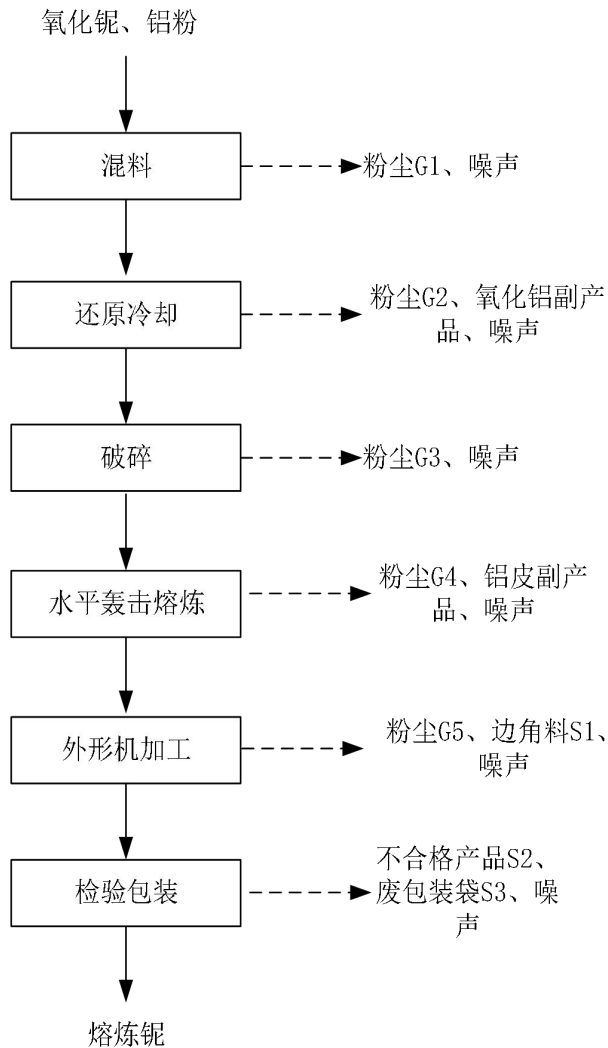 氧化铌、铝粉
混料
粉尘G1、噪声
还原冷却
粉尘G2、氧化铝副产
品、噪声
破碎
粉尘G3、噪声
水平轰击熔炼
粉尘G4、铝皮副产
品、噪声
外形机加工
粉尘G5、边角料S1、
噪声
检验包装
不合格产品S2、
废包装袋S3、噪
声
熔炼铌